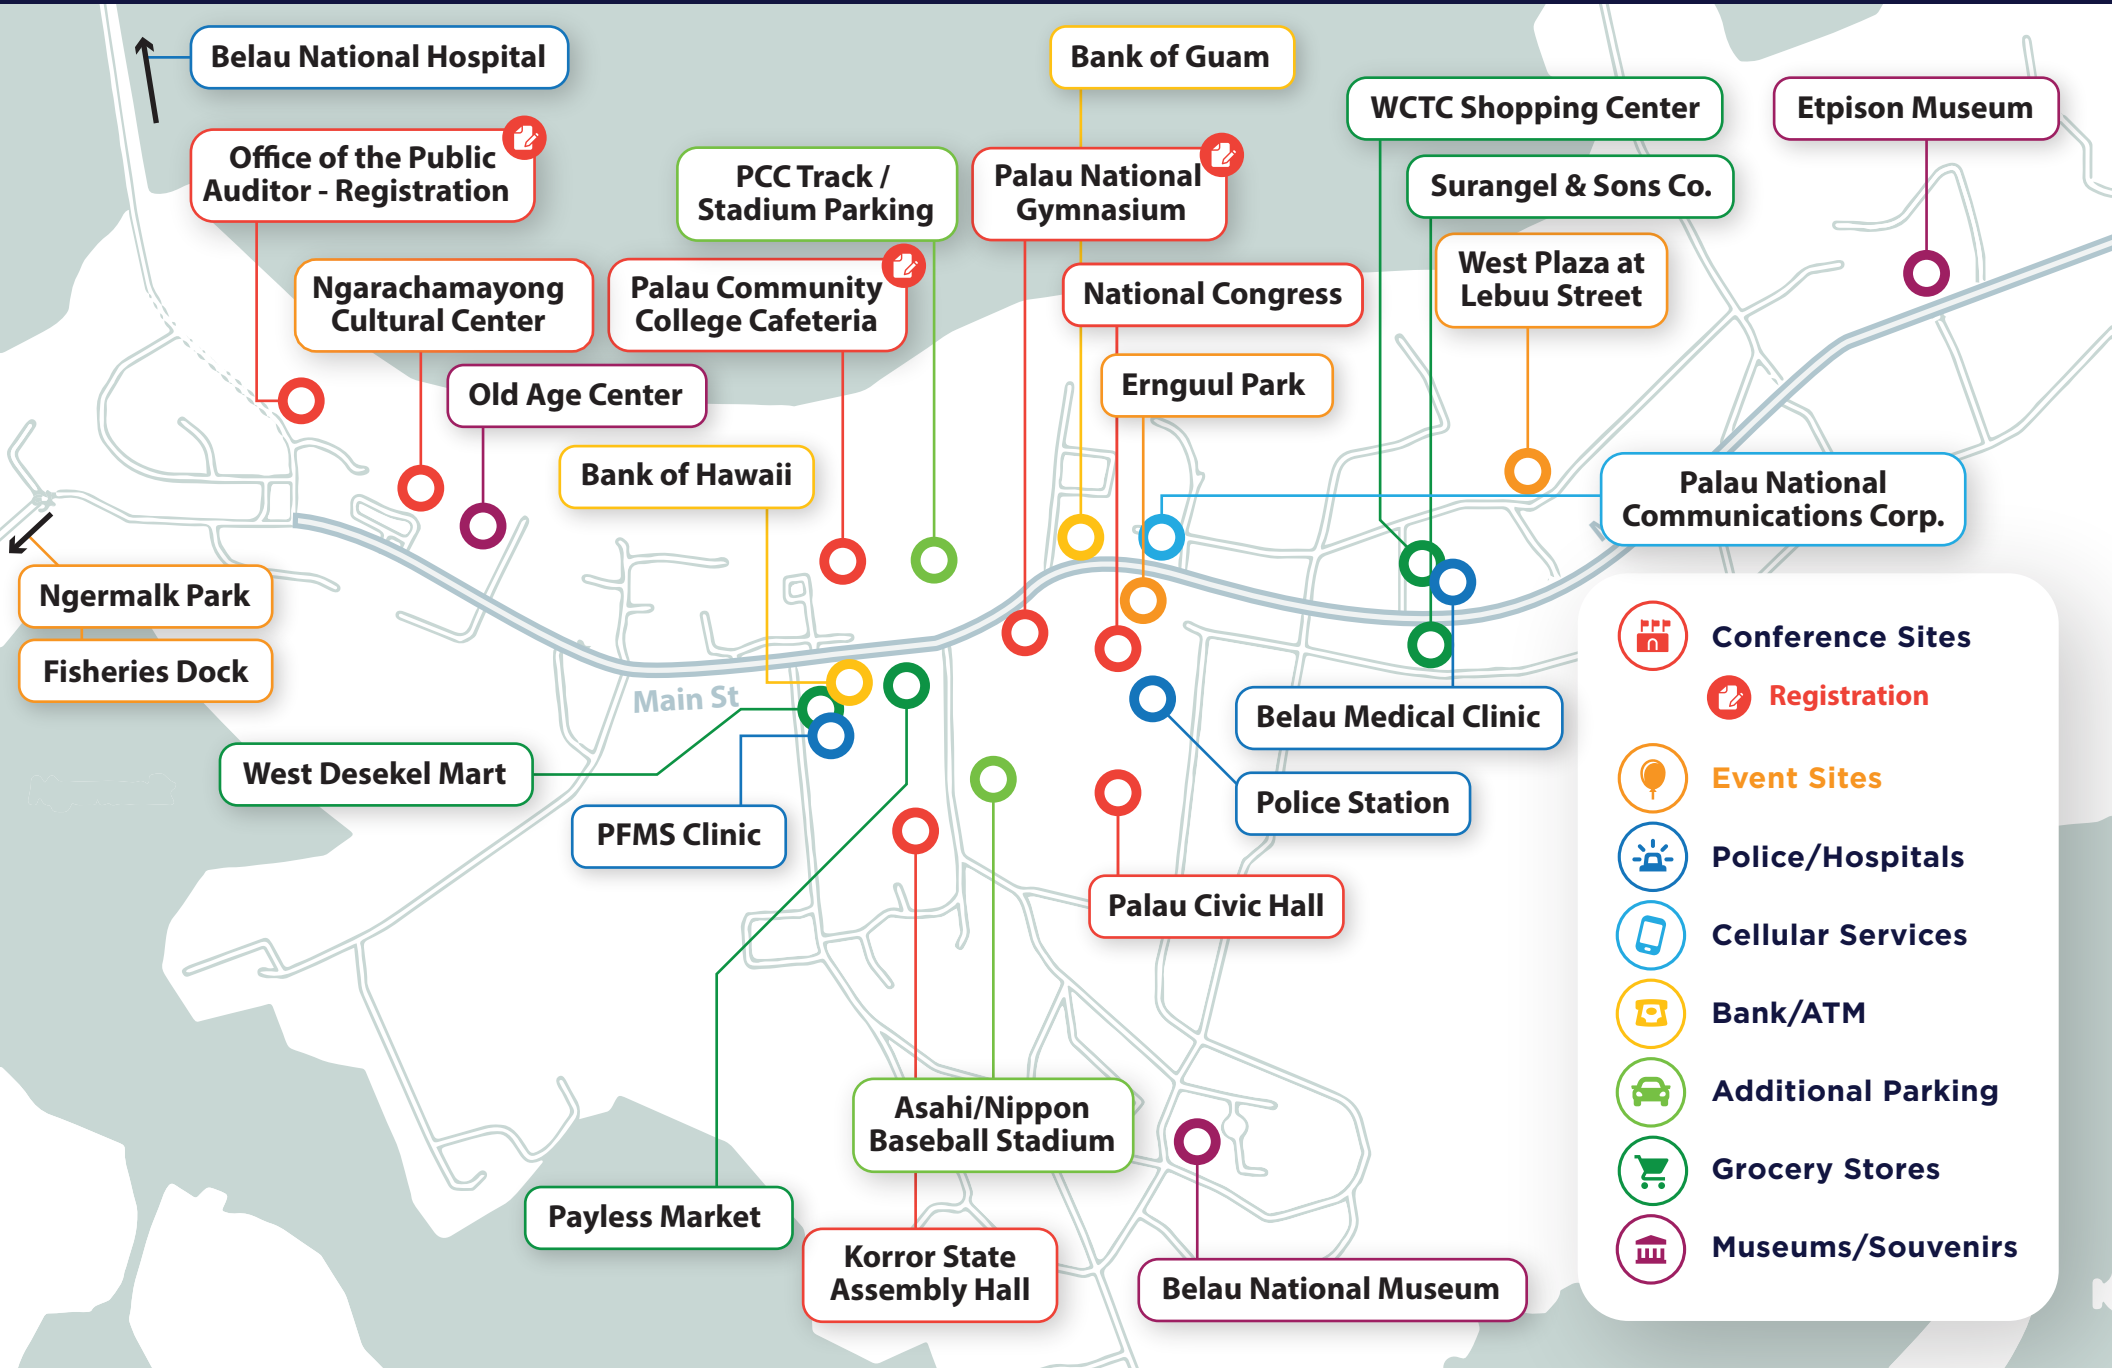 Belau National Hospital
Bank of Guam
WCTC Shopping Center
Etpison Museum
Office of the Public
Auditor - Registration
PCC Track /
Stadium Parking
Palau National
Gymnasium
Surangel & Sons Co.
Ngarachamayong
Cultural Center
Palau Community
College Cafeteria
National Congress
West Plaza at
Lebuu Street
Old Age Center
Ernguul Park
Bank of Hawaii
Palau National
Communications Corp.
Ngermalk Park
Fisheries Dock
Main St
West Desekel Mart
PFMS Clinic
Belau Medical Clinic
Police Station
Palau Civic Hall
Asahi/Nippon
Baseball Stadium
Payless Market
Korror State
Assembly Hall
Belau National Museum
Conference Sites
Registration
Event Sites
Police/Hospitals
Cellular Services
Bank/ATM
Additional Parking
Grocery Stores
Museums/Souvenirs